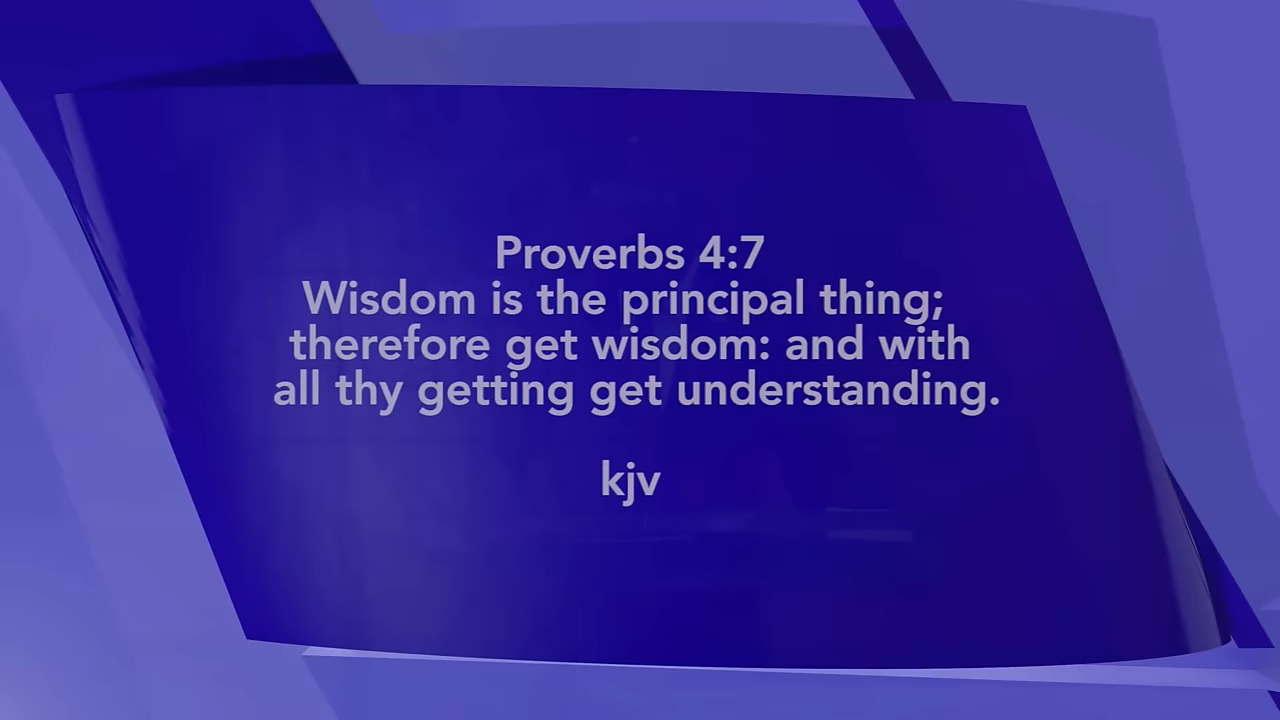 Proverbs 4:7
Wisdom is the principal thing;
therefore get wisdom: and with
all thy getting get understanding.
kjv